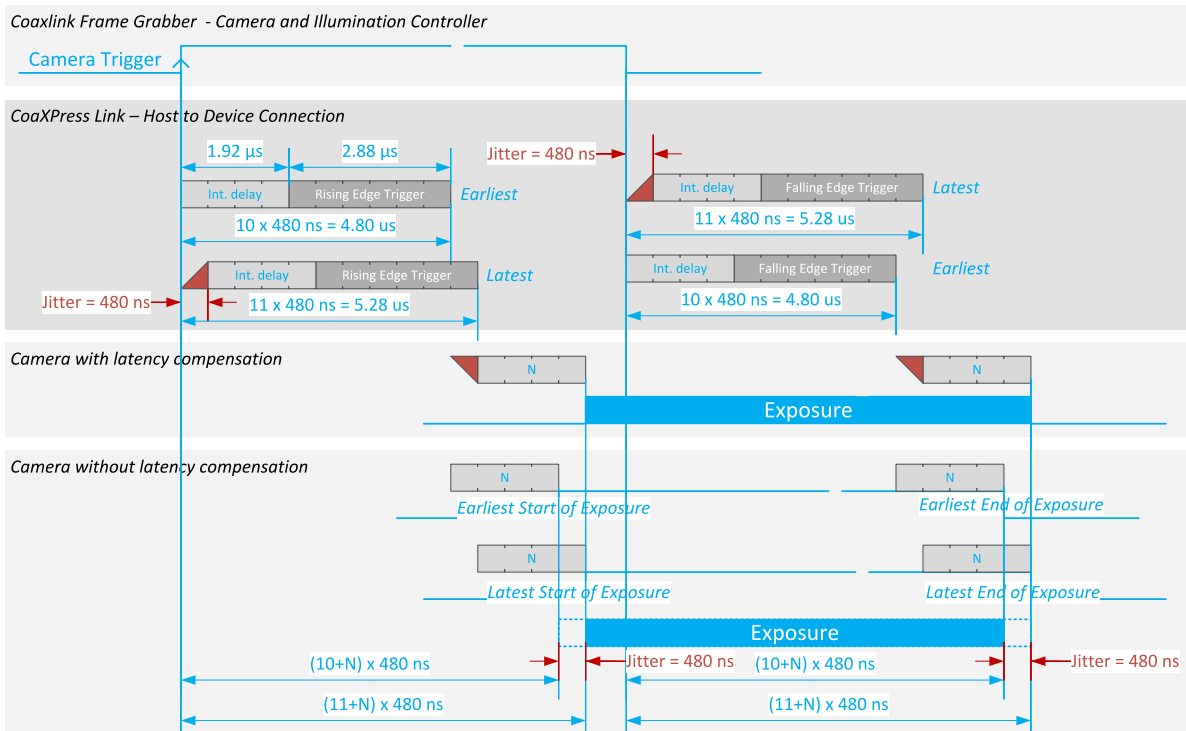 Coaxlink Frame Grabber - Camera and Illumination Controller
Camera Trigger
CoaXPress Link – Host to Device Connection
1.92 µs
2.88 µs
Int. delay
Rising Edge Trigger
Earliest
10 x 480 ns = 4.80 us
Int. delay
Rising Edge Trigger
Latest
Jitter = 480 ns
11 x 480 ns = 5.28 us
Jitter = 480 ns
Int. delay
Falling Edge Trigger
Latest
11 x 480 ns = 5.28 us
Int. delay
Falling Edge Trigger
Earliest
10 x 480 ns = 4.80 us
Camera with latency compensation
N
N
Exposure
Camera without latency compensation
N
N
Earliest Start of Exposure
Earliest End of Exposure
N
N
Latest Start of Exposure
Latest End of Exposure
Exposure
(10+N) x 480 ns
Jitter = 480 ns
(10+N) x 480 ns
Jitter = 480 ns
(11+N) x 480 ns
(11+N) x 480 ns